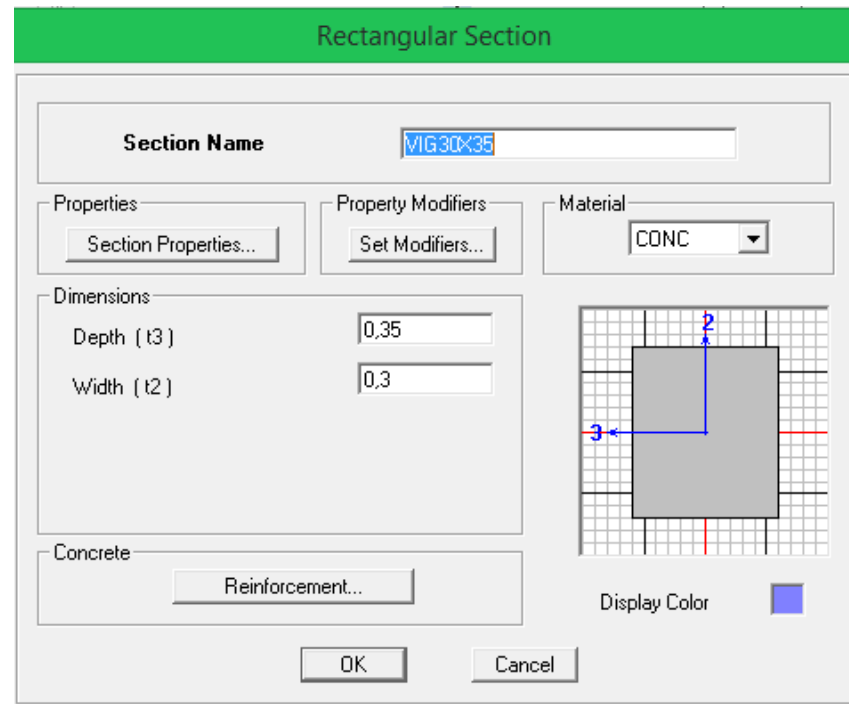 Rectangular Section
Section Name VIG30X35
Properties Property Modifiers Material
Section Properties... Set Modifiers... CONC
Dimensions
Depth ( t3 ) 0,35
Width ( t2 ) 0,3
2
3
Concrete
Reinforcement...
Display Color
OK Cancel